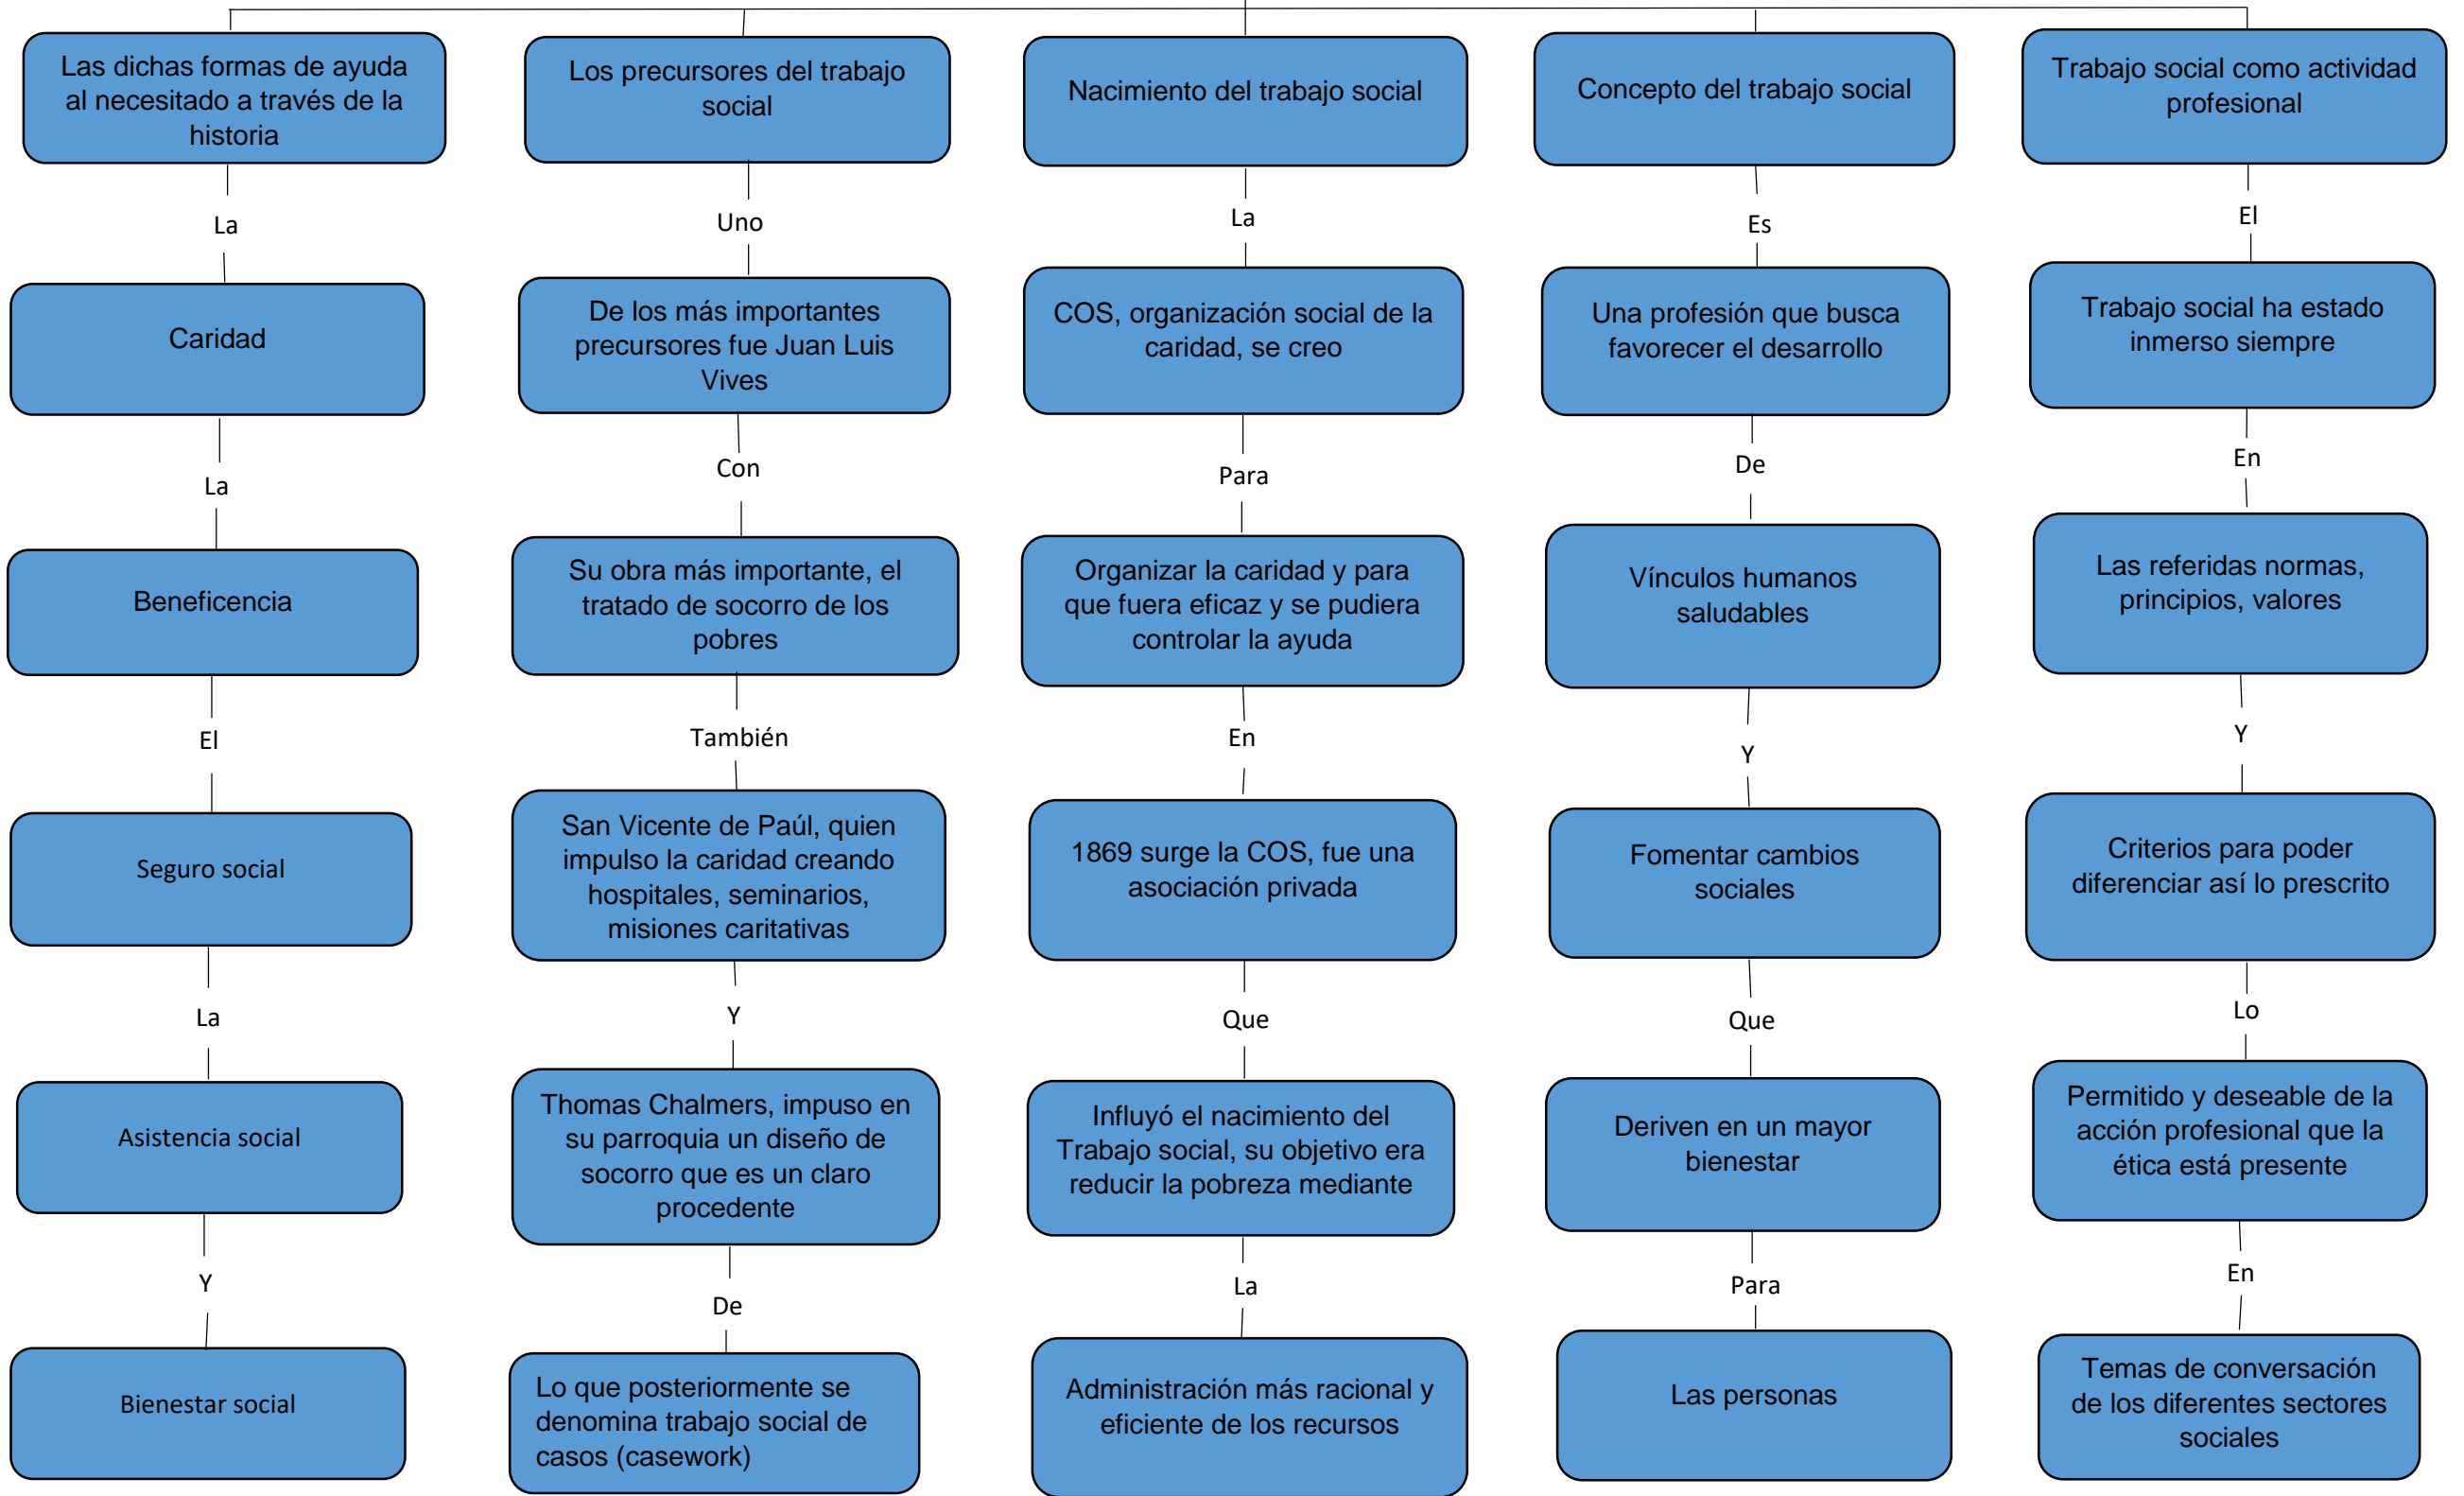 Las dichas formas de ayuda
al necesitado a través de la
historia
La
Caridad
La
Beneficencia
El
Seguro social
La
Asistencia social
Y
Bienestar social
Los precursores del trabajo
social
Uno
De los más importantes
precursores fue Juan Luis
Vives
Con
Su obra más importante, el
tratado de socorro de los
pobres
También
San Vicente de Paúl, quien
impulso la caridad creando
hospitales, seminarios,
misiones caritativas
Y
Thomas Chalmers, impuso en
su parroquia un diseño de
socorro que es un claro
procedente
De
Lo que posteriormente se
denomina trabajo social de
casos (casework)
Nacimiento del trabajo social
La
COS, organización social de la
caridad, se creo
Para
Organizar la caridad y para
que fuera eficaz y se pudiera
controlar la ayuda
En
1869 surge la COS, fue una
asociación privada
Que
Influyó el nacimiento del
Trabajo social, su objetivo era
reducir la pobreza mediante
La
Administración más racional y
eficiente de los recursos
Concepto del trabajo social
Es
Una profesión que busca
favorecer el desarrollo
De
Vínculos humanos
saludables
Y
Fomentar cambios
sociales
Que
Deriven en un mayor
bienestar
Para
Las personas
Trabajo social como actividad
profesional
El
Trabajo social ha estado
inmerso siempre
En
Las referidas normas,
principios, valores
Y
Criterios para poder
diferenciar así lo prescrito
Lo
Permitido y deseable de la
acción profesional que la
ética está presente
En
Temas de conversación
de los diferentes sectores
sociales